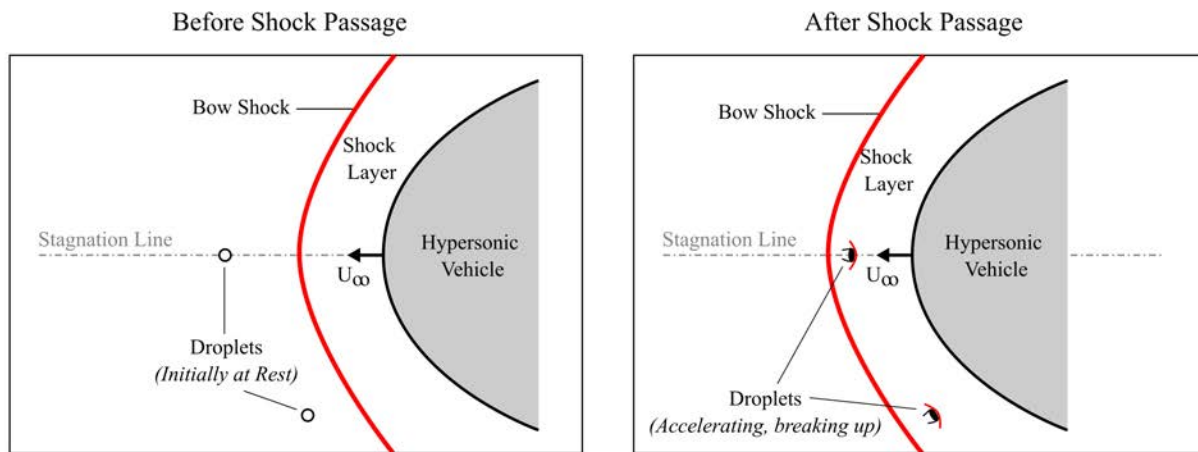 Before Shock Passage
Bow Shock
Shock
Layer
Stagnation Line
U∞
Hypersonic
Vehicle
Droplets
(Initially at Rest)
After Shock Passage
Bow Shock
Shock
Layer
Stagnation Line
U∞
Hypersonic
Vehicle
Droplets
(Accelerating, breaking up)